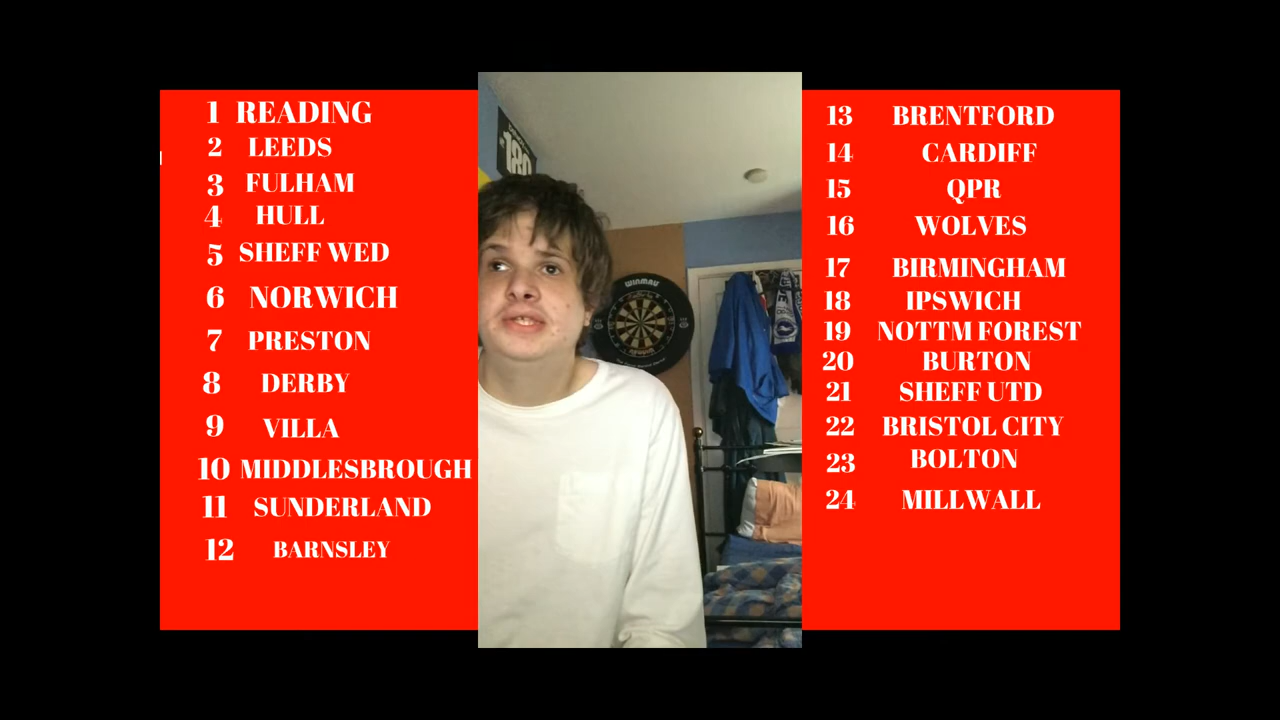 1 READING
2 LEEDS
3 FULHAM
4 HULL
5 SHEFF WED
6 NORWICH
7 PRESTON
8 DERBY
9 VILLA
10 MIDDLESBROUGH
11 SUNDERLAND
12 BARNSLEY
180
WINMAU
13 BRENTFORD
14 CARDIFF
15 QPR
16 WOLVES
17 BIRMINGHAM
18 IPSWICH
19 NOTTM FOREST
20 BURTON
21 SHEFF UTD
22 BRISTOL CITY
23 BOLTON
24 MILLWALL